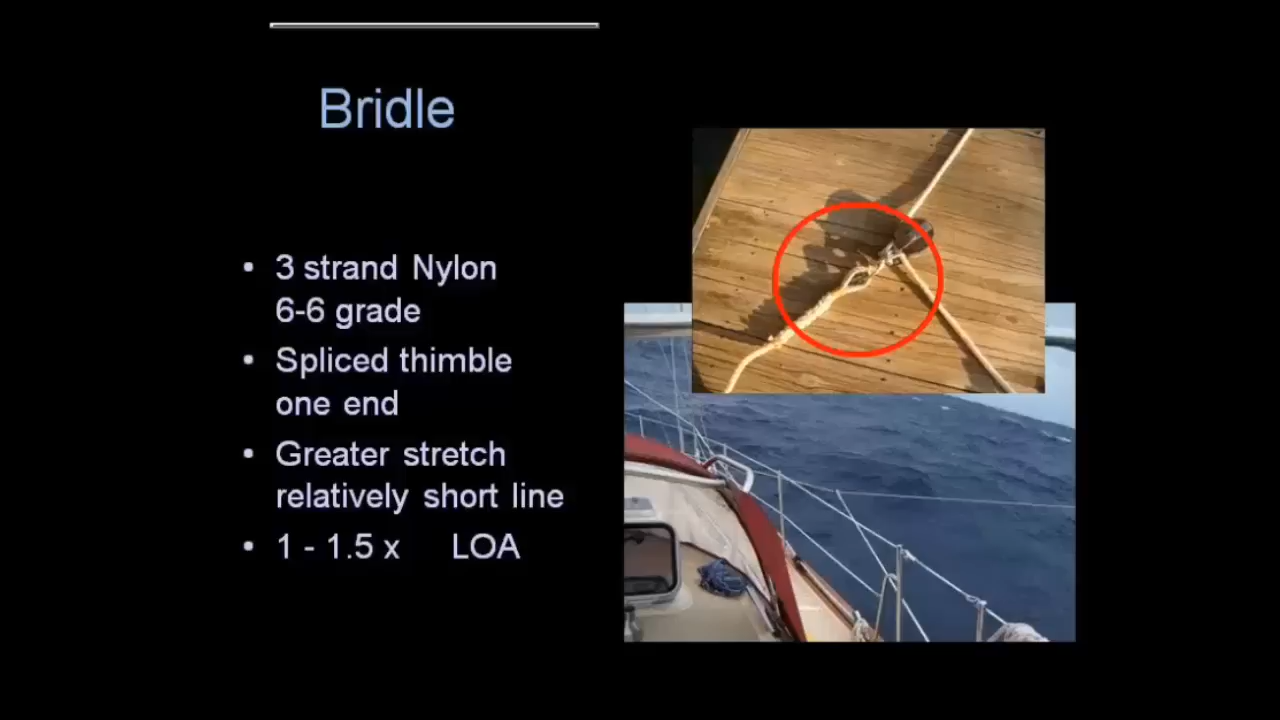 Bridle
• 3 strand Nylon
6-6 grade
• Spliced thimble
one end
• Greater stretch
relatively short line
• 1 - 1.5 x LOA